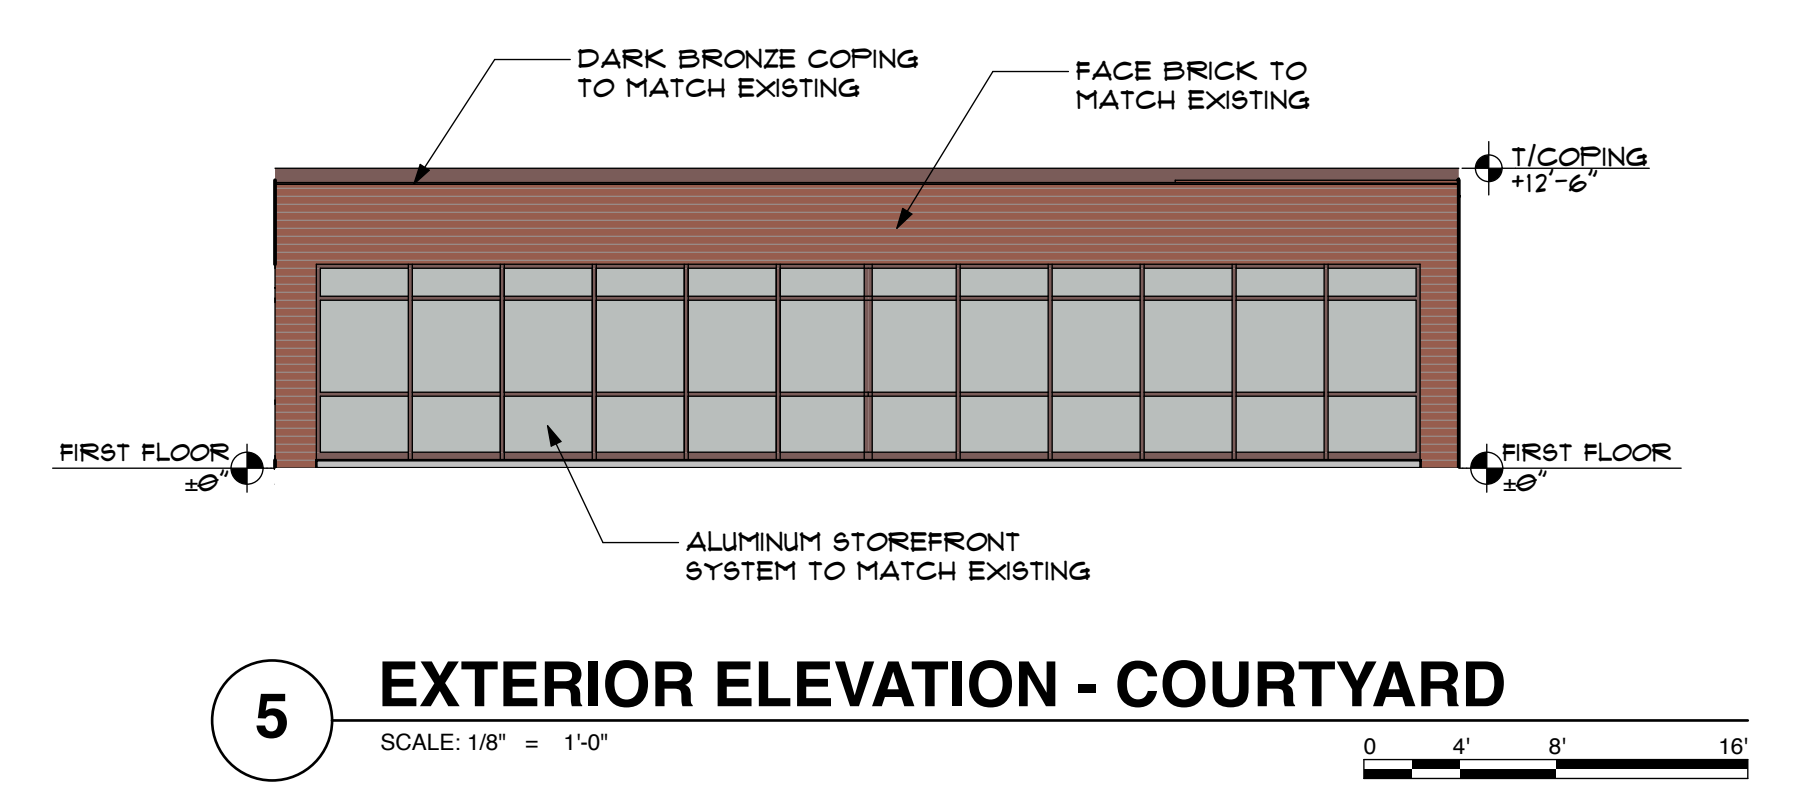 DARK BRONZE COPING
TO MATCH EXISTING
FACE BRICK TO
MATCH EXISTING
T/COPING
+12'-6"
FIRST FLOOR
±0"
FIRST FLOOR
±0"
ALUMINUM STOREFRONT
SYSTEM TO MATCH EXISTING
5
EXTERIOR ELEVATION - COURTYARD
SCALE: 1/8" = 1'-0"
0 4' 8' 16'